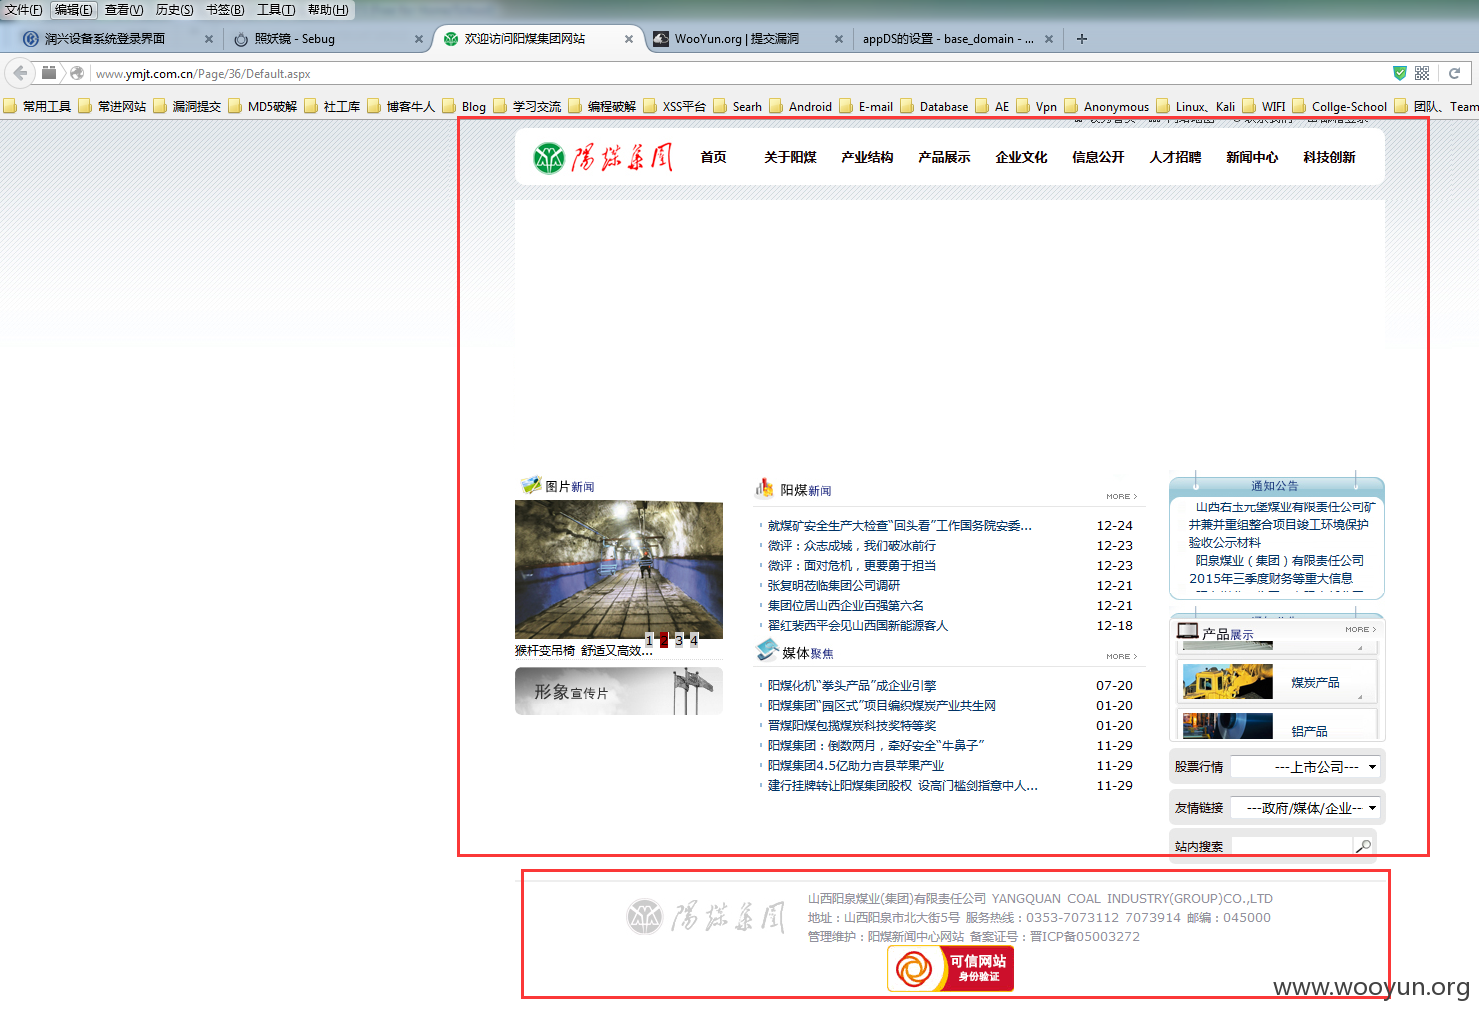 文件(F) 编辑(E) 查看(V) 历史(S) 书签(B) 工具(T) 帮助(H)
润兴设备系统登录界面 × 照妖镜 - Sebug × 欢迎访问阳煤集团网站 × WooYun.org | 提交漏洞 × appDS的设置 - base_domain - ... × +
www.ymjt.com.cn/Page/36/Default.aspx
常用工具 常进网站 漏洞提交 MD5破解 社工库 博客牛人 Blog 学习交流 编程破解 XSS平台 Searh Android E-mail Database AE Vpn Anonymous Linux、Kali WIFI Collge-School 团队、Team
陽煤集團 首页 关于阳煤 产业结构 产品展示 企业文化 信息公开 人才招聘 新闻中心 科技创新
图片新闻
1 2 3 4
猴杆变吊椅 舒适又高效...
形象宣传片
阳煤新闻
MORE >
就煤矿安全生产大检查“回头看”工作国务院安委... 12-24
微评：众志成城，我们破冰前行 12-23
微评：面对危机，更要勇于担当 12-23
张复明莅临集团公司调研 12-21
集团位居山西企业百强第六名 12-21
翟红裴西平会见山西国新能源客人 12-18
媒体聚焦
MORE >
阳煤化机“拳头产品”成企业引擎 07-20
阳煤集团“园区式”项目编织煤炭产业共生网 01-20
晋煤阳煤包揽煤炭科技奖特等奖 01-20
阳煤集团：倒数两月，牵好安全“牛鼻子” 11-29
阳煤集团4.5亿助力吉县苹果产业 11-29
建行挂牌转让阳煤集团股权 设高门槛剑指意中人... 11-29
通知公告
山西右玉元堡煤业有限责任公司矿
井兼并重组整合项目竣工环境保护
验收公示材料
阳泉煤业（集团）有限责任公司
2015年三季度财务等重大信息
产品展示 MORE >
煤炭产品
铝产品
股票行情 ---上市公司---
友情链接 ---政府/媒体/企业--
站内搜索
陽煤集團
山西阳泉煤业(集团)有限责任公司 YANGQUAN COAL INDUSTRY(GROUP)CO.,LTD
地址：山西阳泉市北大街5号 服务热线：0353-7073112 7073914 邮编：045000
管理维护：阳煤新闻中心网站 备案证号：晋ICP备05003272
可信网站
身份验证
www.wooyun.org